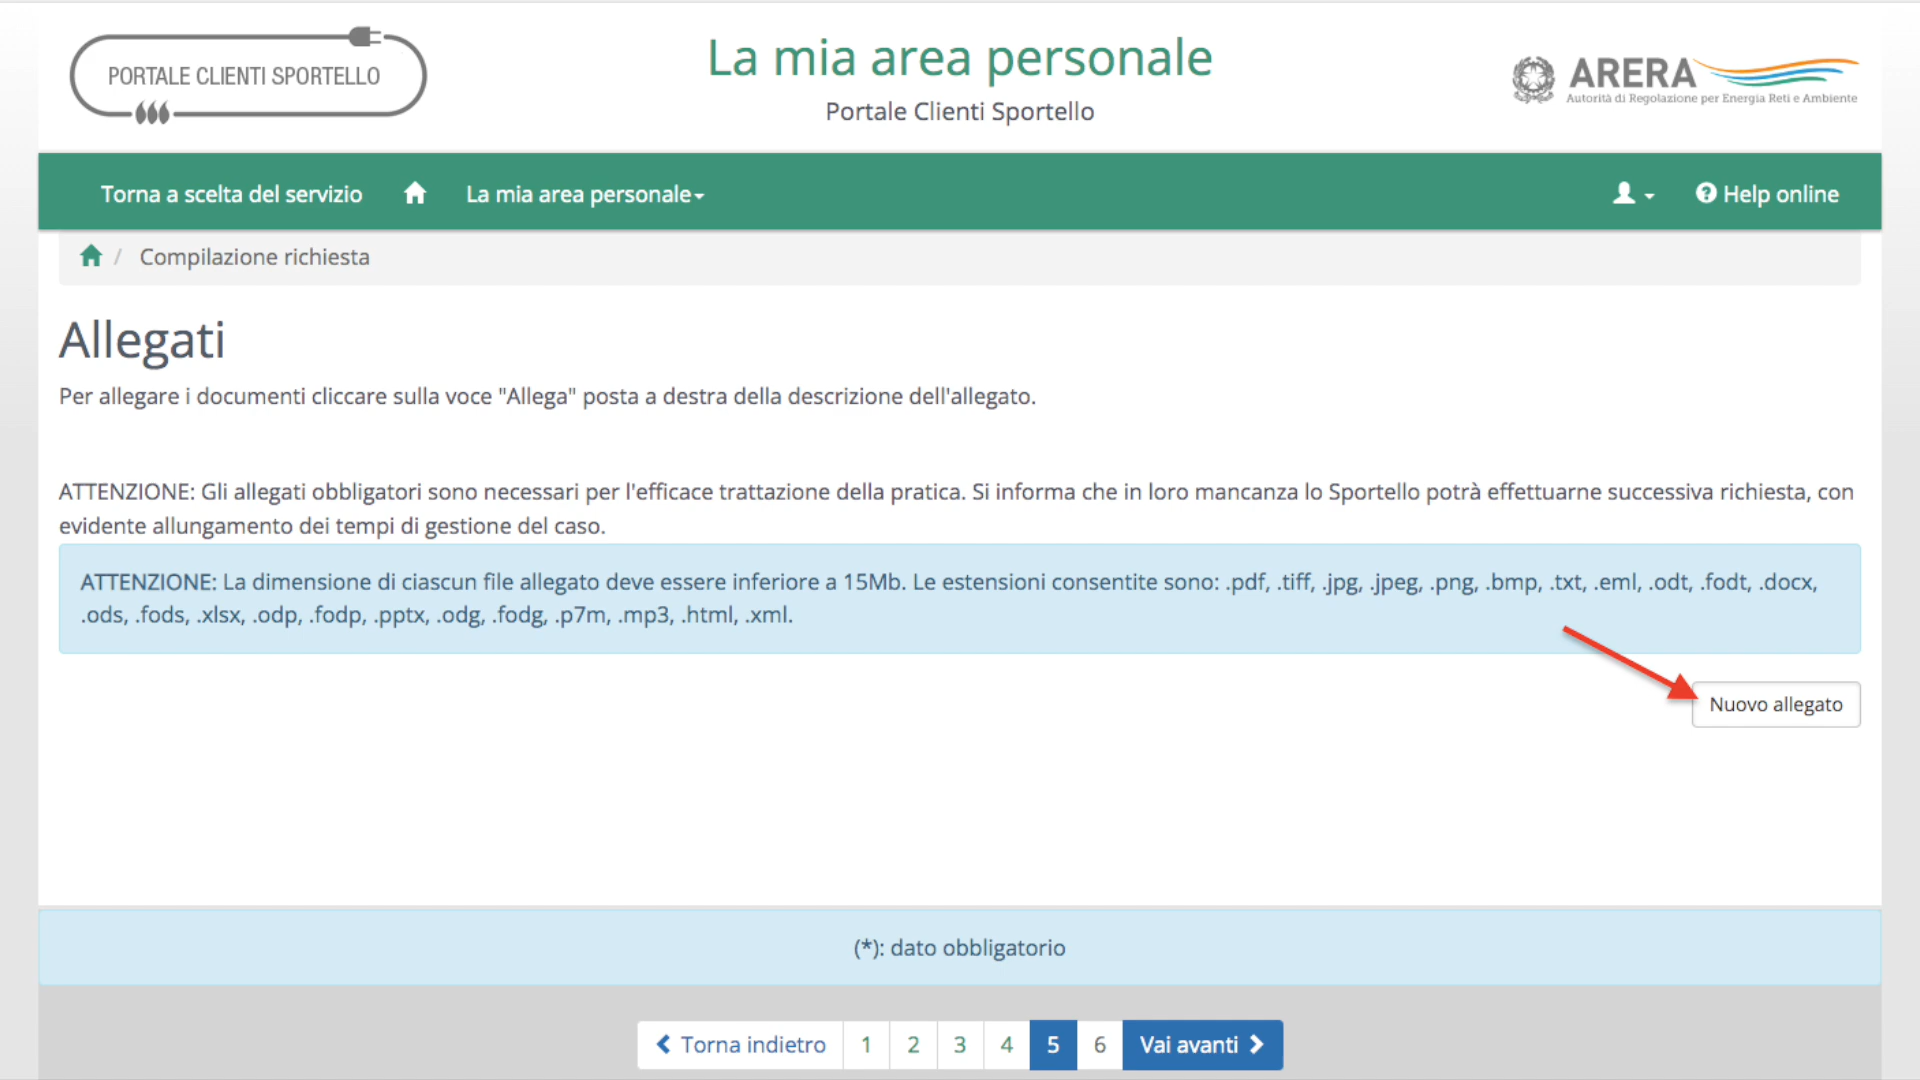 PORTALE CLIENTI SPORTELLO
La mia area personale
Portale Clienti Sportello
ARERA
Autorità di Regolazione per Energia Reti e Ambiente
Torna a scelta del servizio
La mia area personale
Help online
/ Compilazione richiesta
Allegati
Per allegare i documenti cliccare sulla voce "Allega" posta a destra della descrizione dell'allegato.
ATTENZIONE: Gli allegati obbligatori sono necessari per l'efficace trattazione della pratica. Si informa che in loro mancanza lo Sportello potrà effettuarne successiva richiesta, con
evidente allungamento dei tempi di gestione del caso.
ATTENZIONE: La dimensione di ciascun file allegato deve essere inferiore a 15Mb. Le estensioni consentite sono: .pdf, .tiff, .jpg, .jpeg, .png, .bmp, .txt, .eml, .odt, .fodt, .docx,
.ods, .fods, .xlsx, .odp, .fodp, .pptx, .odg, .fodg, .p7m, .mp3, .html, .xml.
Nuovo allegato
(*): dato obbligatorio
Torna indietro 1 2 3 4 5 6 Vai avanti